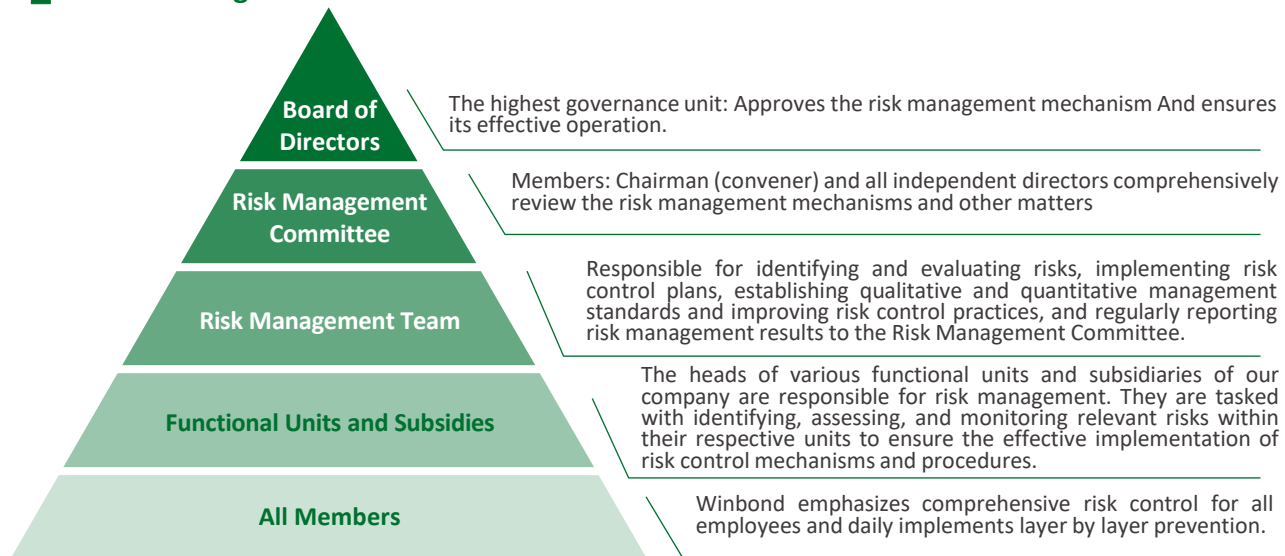 Board of
Directors
The highest governance unit: Approves the risk management mechanism And ensures
its effective operation.
Risk Management
Committee
Members: Chairman (convener) and all independent directors comprehensively
review the risk management mechanisms and other matters
Risk Management Team
Responsible for identifying and evaluating risks, implementing risk
control plans, establishing qualitative and quantitative management
standards and improving risk control practices, and regularly reporting
risk management results to the Risk Management Committee.
Functional Units and Subsidies
The heads of various functional units and subsidiaries of our
company are responsible for risk management. They are tasked
with identifying, assessing, and monitoring relevant risks within
their respective units to ensure the effective implementation of
risk control mechanisms and procedures.
All Members
Winbond emphasizes comprehensive risk control for all
employees and daily implements layer by layer prevention.